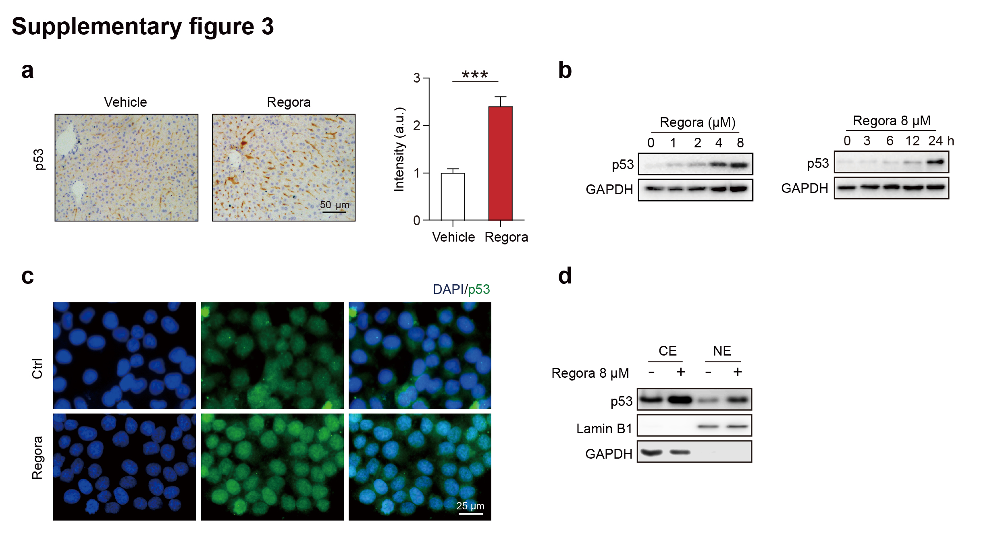 Supplementary figure 3
a
Vehicle
Regora
p53
50 µm
3
2
1
0
Intensity (a.u.)
***
Vehicle
Regora
b
Regora (µM)
0 1 2 4 8
p53
GAPDH
Regora 8 µM
0 3 6 12 24 h
p53
GAPDH
c
DAPI/p53
Ctrl
Regora
25 µm
d
CE NE
Regora 8 µM - + - +
p53
Lamin B1
GAPDH